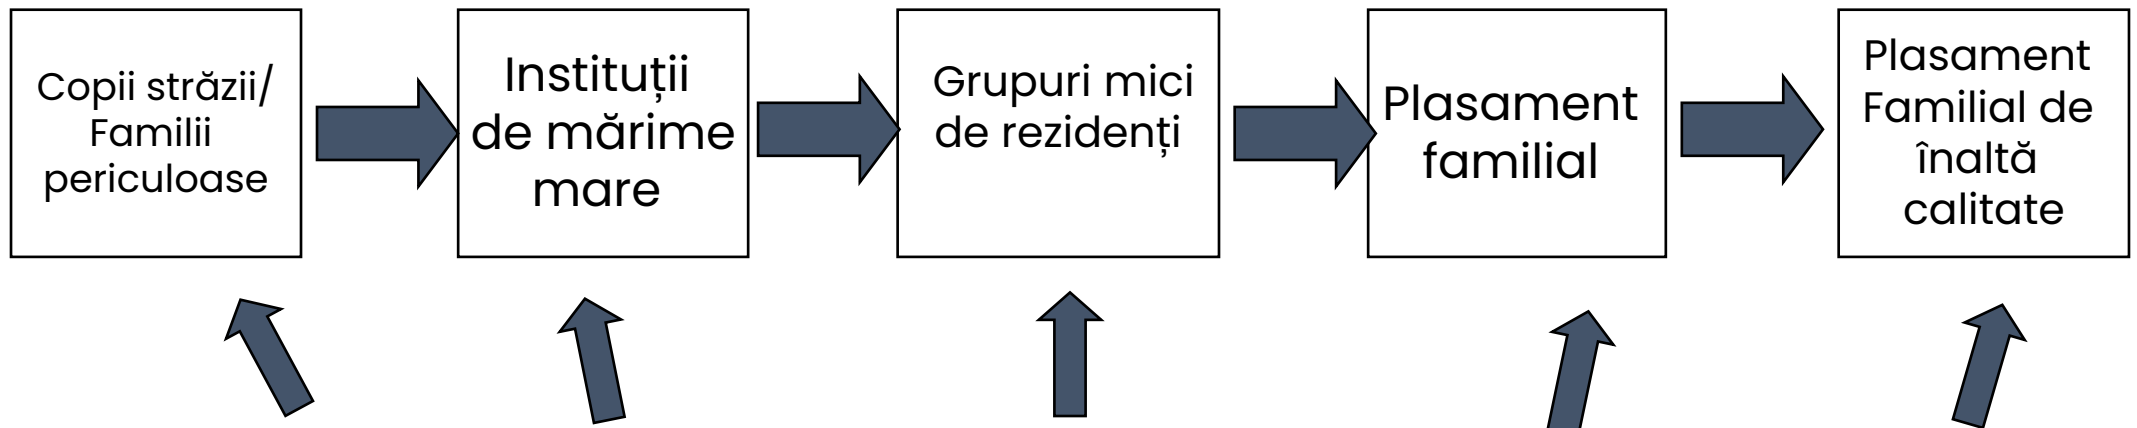 Copii străzii/
Familii
periculoase
Instituții
de mărime
mare
Grupuri mici
de rezidenți
Plasament
familial
Plasament
Familial de
înaltă
calitate